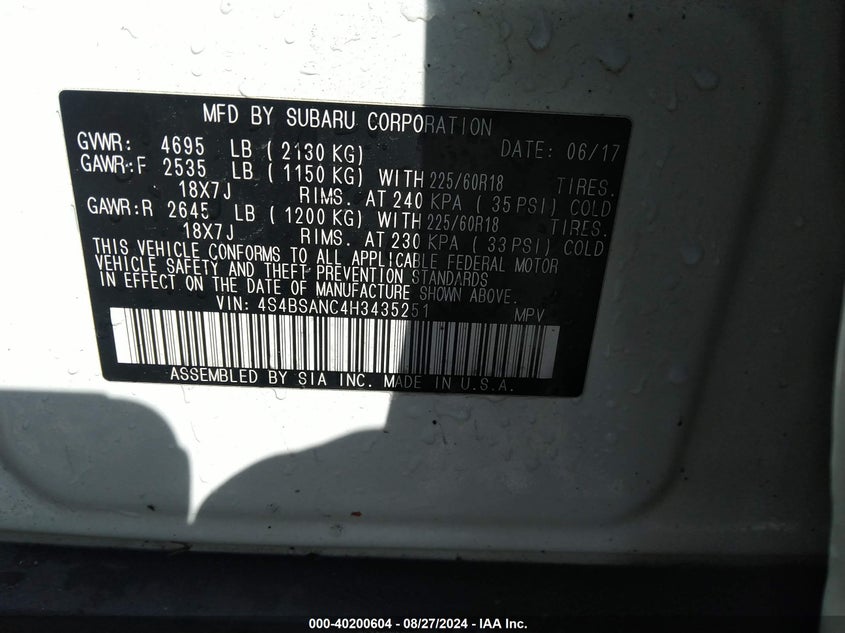 MFD BY SUBARU CORPORATION
GVWR: 4695 LB ( 2130 KG) DATE: 06/17
GAWR:F 2535 LB ( 1150 KG) WITH 225/60R18 TIRES.
18X7J RIMS. AT 240 KPA ( 35 PSI) COLD
GAWR:R 2645 LB ( 1200 KG) WITH 225/60R18 TIRES.
18X7J RIMS. AT 230 KPA ( 33 PSI) COLD
THIS VEHICLE CONFORMS TO ALL APPLICABLE FEDERAL MOTOR
VEHICLE SAFETY AND THEFT PREVENTION STANDARDS
IN EFFECT ON THE DATE OF MANUFACTURE SHOWN ABOVE.
VIN: 4S4BSANC4H3435251 MPV
ASSEMBLED BY SIA INC. MADE IN U.S.A.
000-40200604 - 08/27/2024 - IAA Inc.